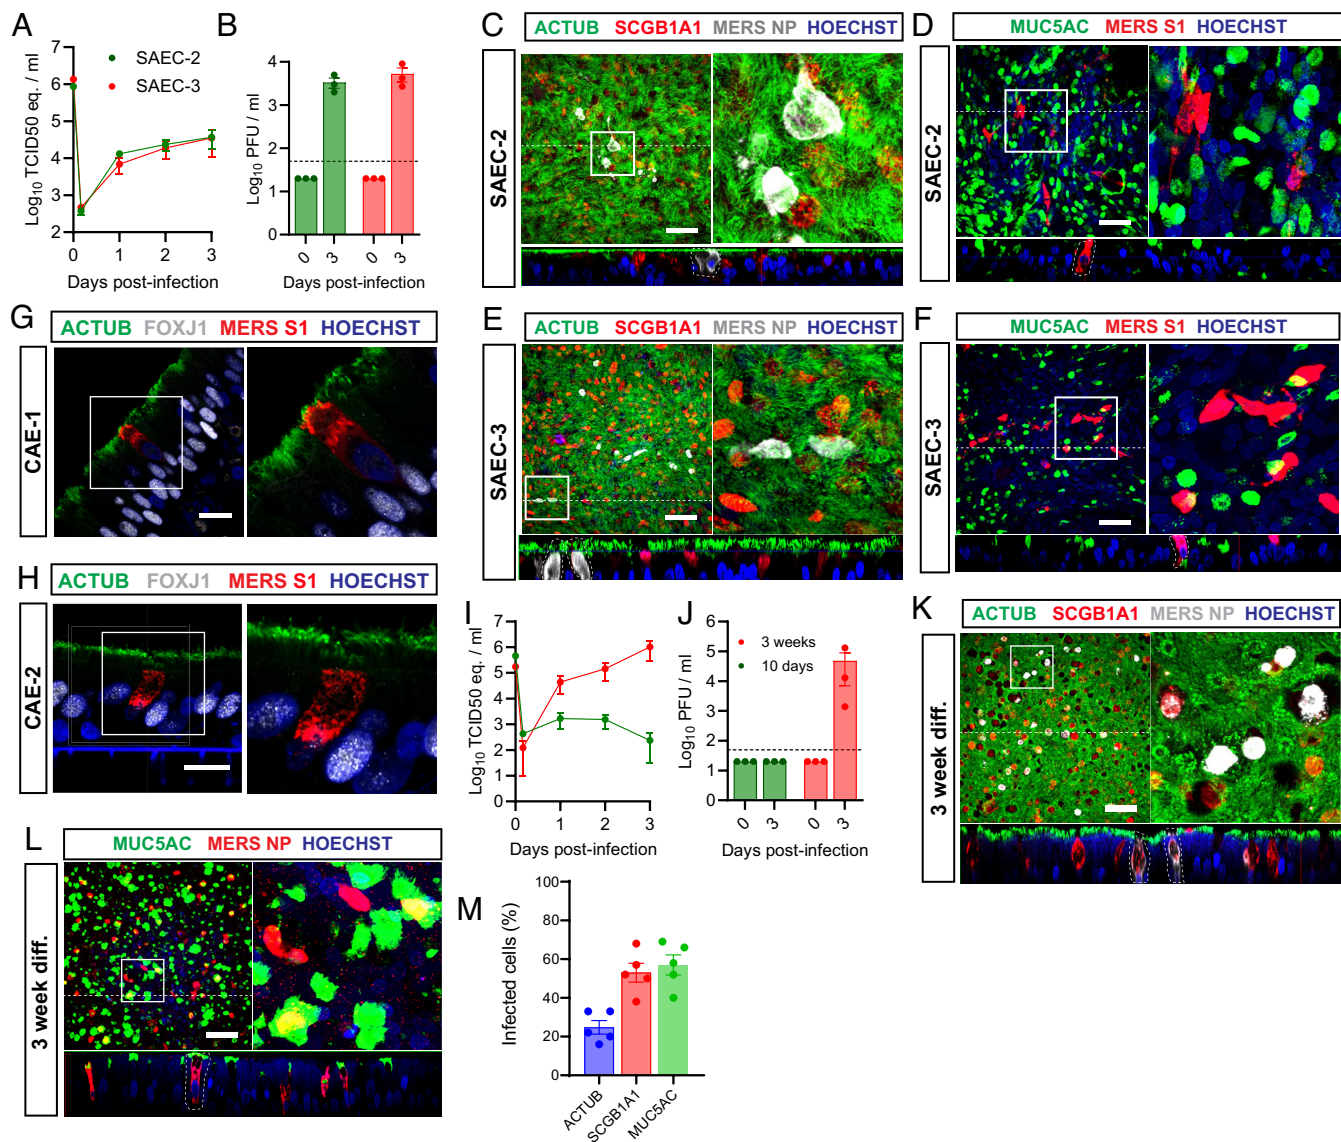 A
Log10 TCID50 eq. / ml
7
6
5
4
3
2
SAEC-2
SAEC-3
0 1 2 3
Days post-infection
B
Log10 PFU / ml
4
3
2
1
0
0 3 0 3
Days post-infection
C
ACTUB SCGB1A1 MERS NP HOECHST
SAEC-2
D
MUC5AC MERS S1 HOECHST
SAEC-2
G
ACTUB FOXJ1 MERS S1 HOECHST
CAE-1
E
ACTUB SCGB1A1 MERS NP HOECHST
SAEC-3
F
MUC5AC MERS S1 HOECHST
SAEC-3
H
ACTUB FOXJ1 MERS S1 HOECHST
CAE-2
I
Log10 TCID50 eq. / ml
7
6
5
4
3
2
1
0
0 1 2 3
Days post-infection
J
Log10 PFU / ml
6
5
4
3
2
1
0
3 weeks
10 days
0 3 0 3
Days post-infection
K
ACTUB SCGB1A1 MERS NP HOECHST
3 week diff.
L
MUC5AC MERS NP HOECHST
3 week diff.
M
Infected cells (%)
100
80
60
40
20
0
ACTUB
SCGB1A1
MUC5AC